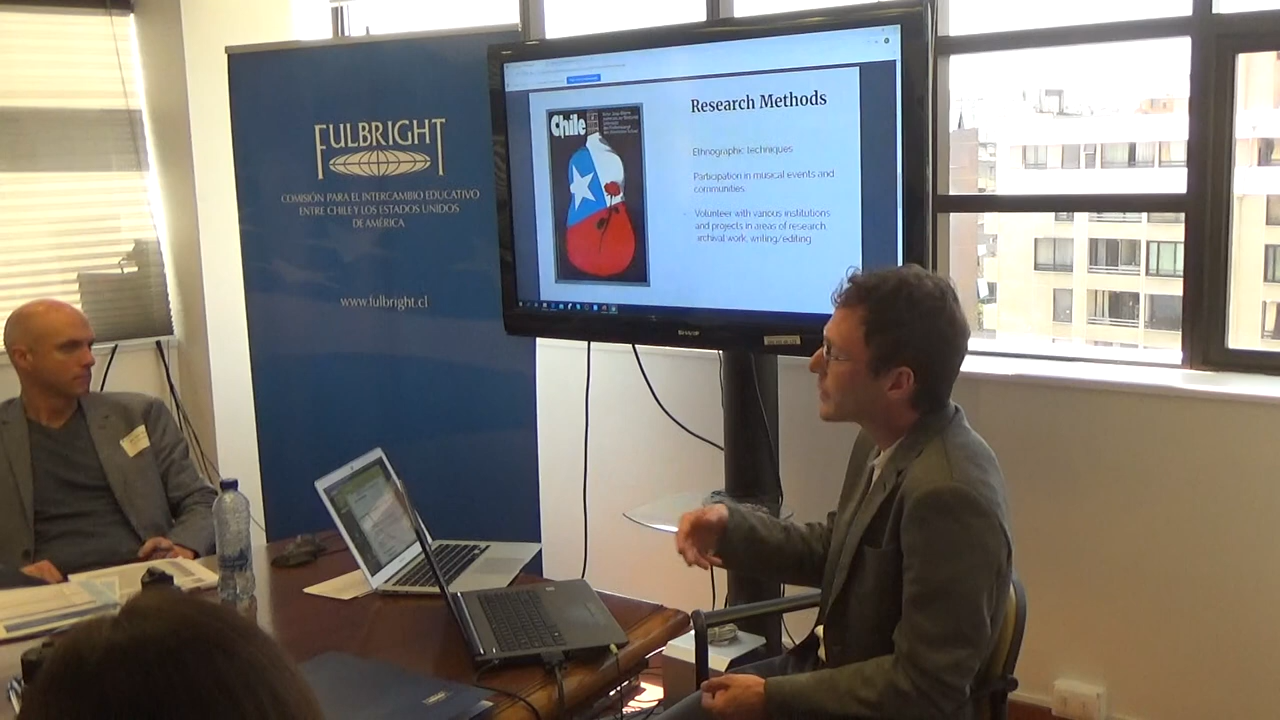 FULBRIGHT
COMISIÓN PARA EL INTERCAMBIO EDUCATIVO
ENTRE CHILE Y LOS ESTADOS UNIDOS
DE AMÉRICA
www.fulbright.cl
Chile
Research Methods
Ethnographic techniques
Participation in musical events and
communities.
Volunteer with various institutions
and projects in areas of research,
archival work, writing/editing
SHARP